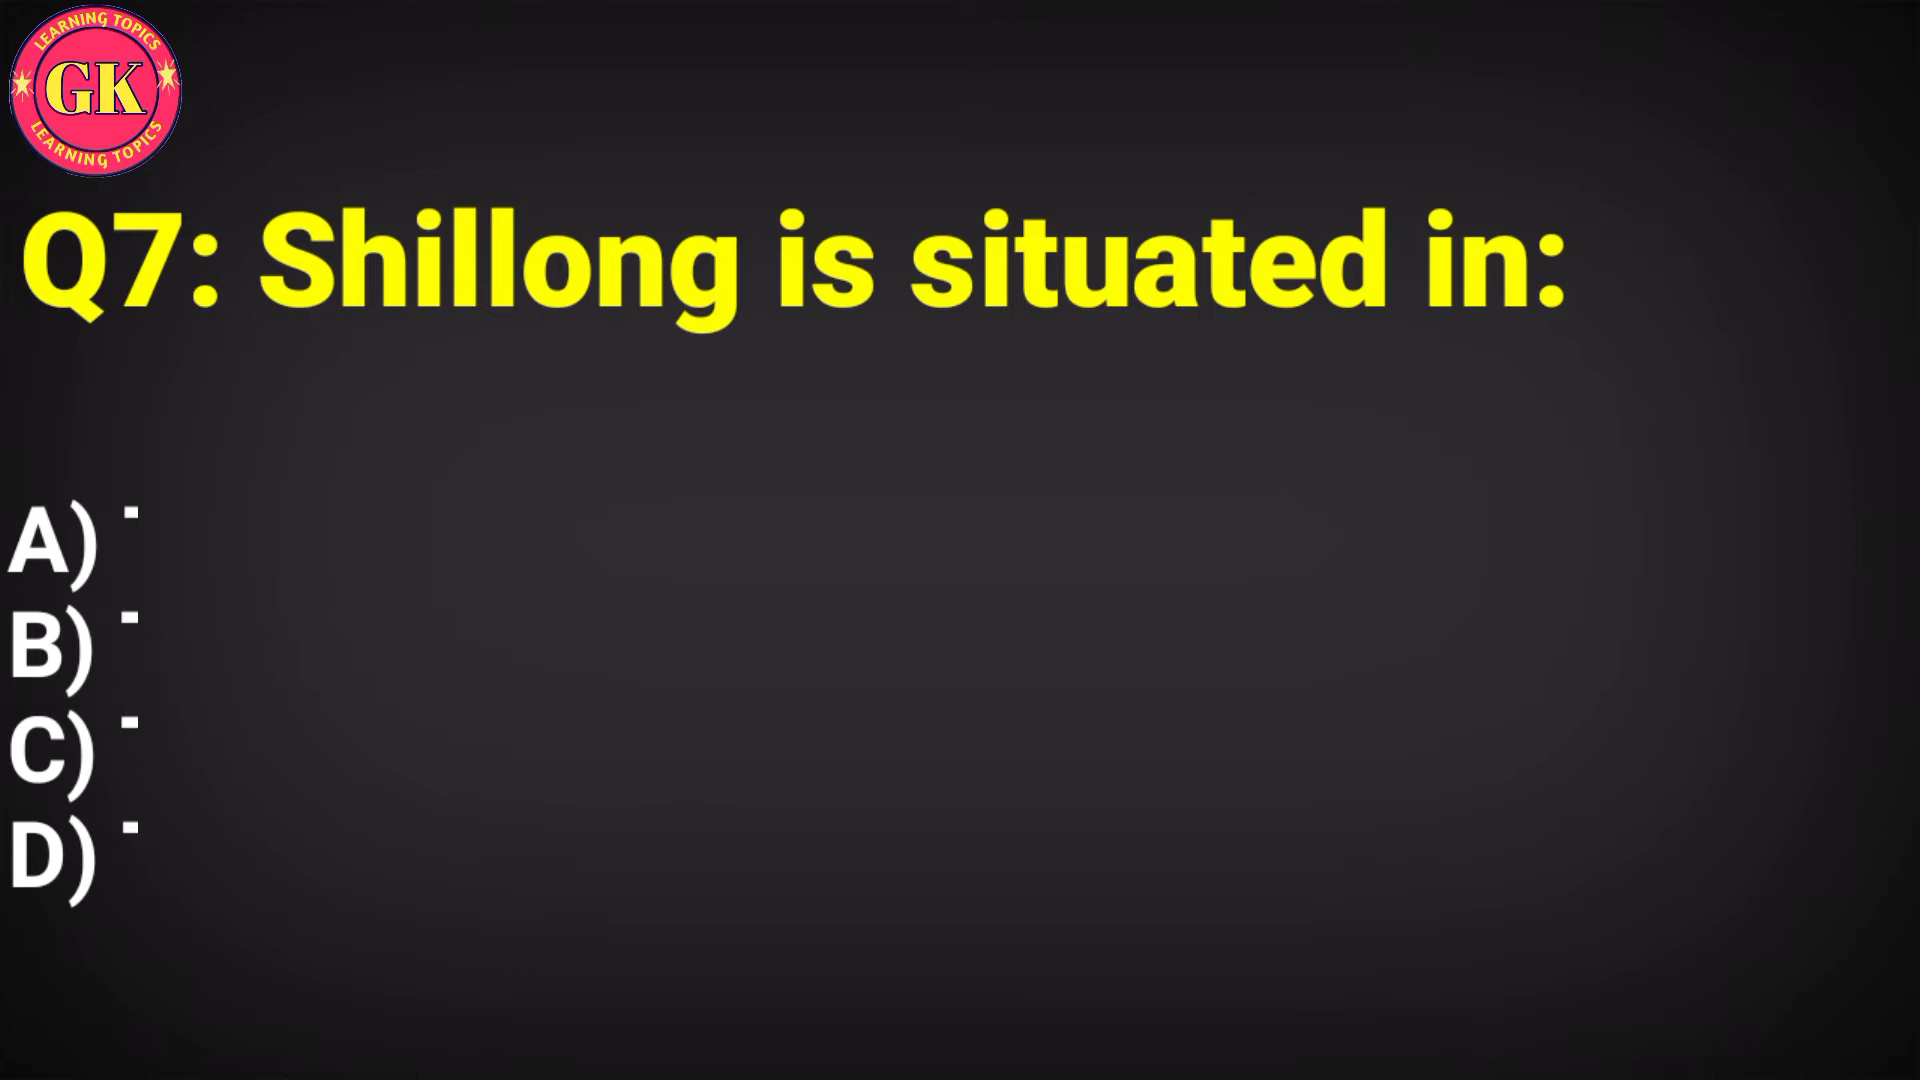 LEARNING TOPICS
GK
LEARNING TOPICS
Q7: Shillong is situated in:
A)
B)
C)
D)